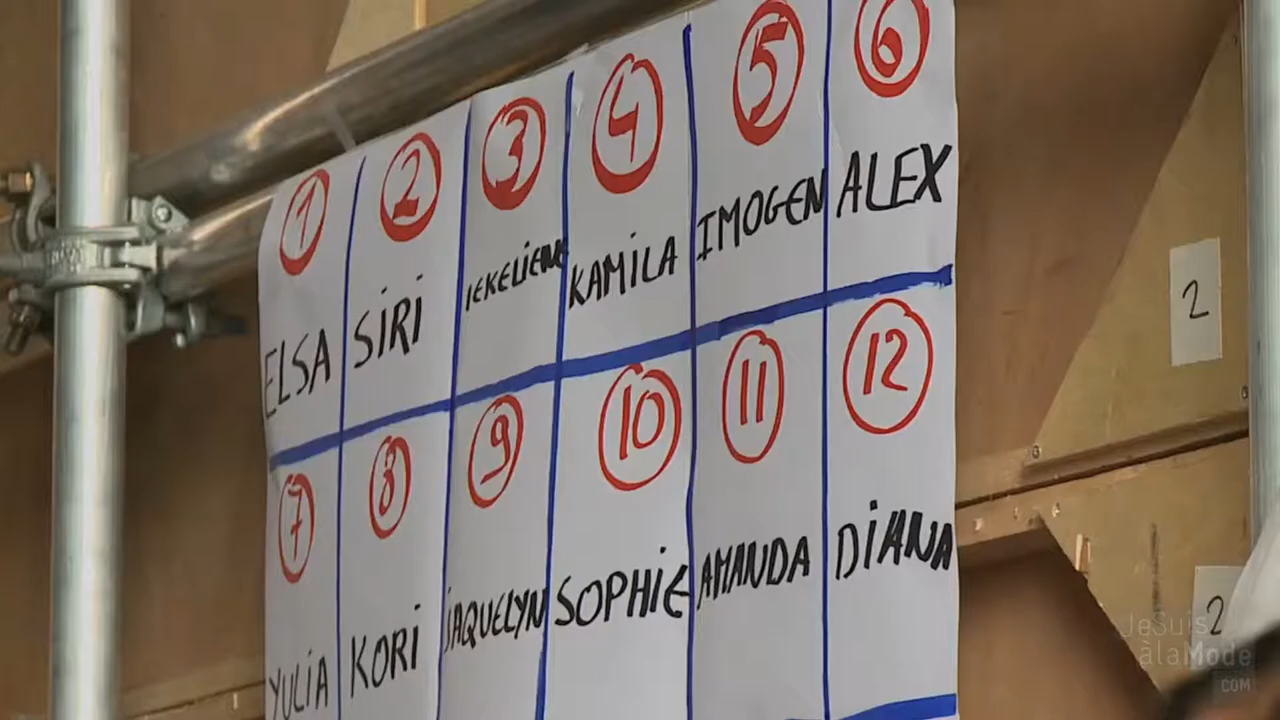 1 2 3 4 5 6
ELSA SIRI IEKELIENE KAMILA IMOGEN ALEX
7 8 9 10 11 12
YULIA KORI JAQUELYN SOPHIE AMANDA DIANA
2
2
JeSuis
àlaMode
.COM